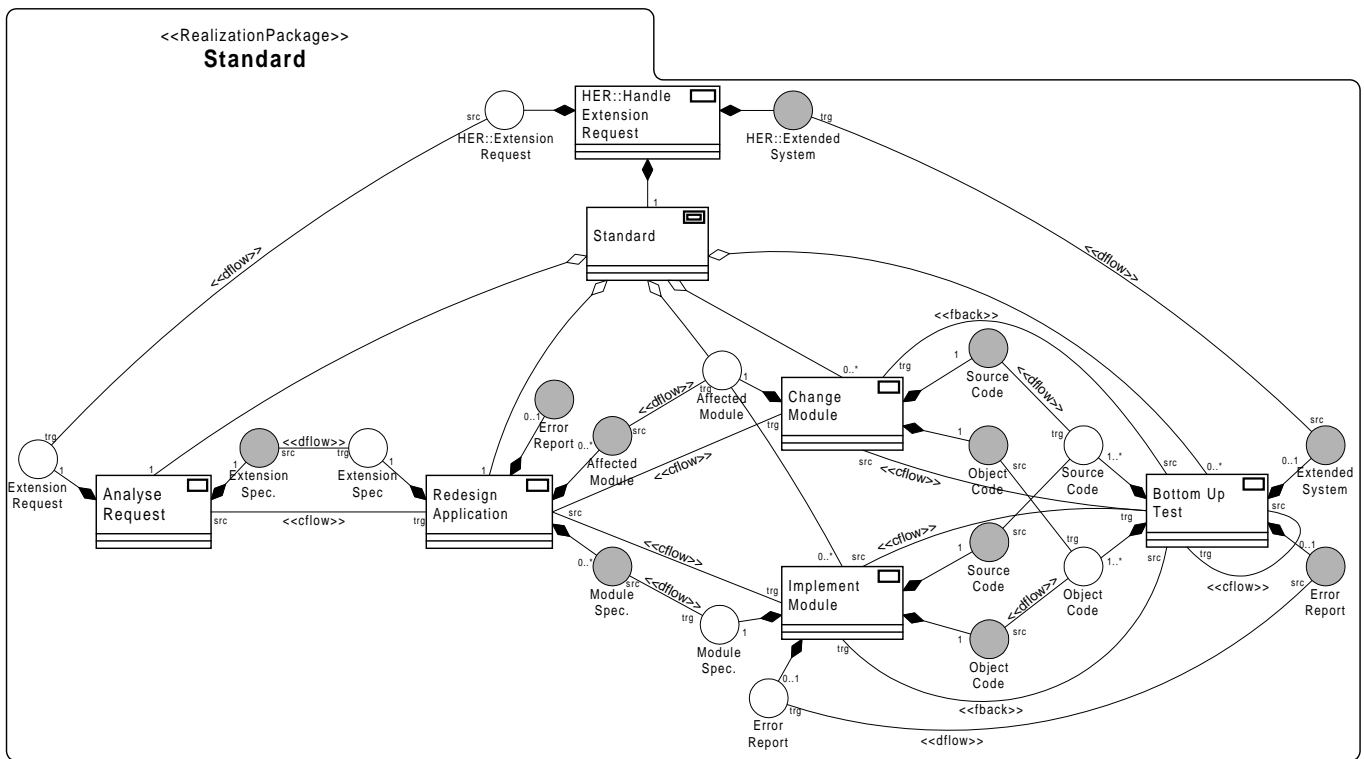 <<RealizationPackage>>
Standard
HER::Handle
Extension
Request
src
HER::Extension
Request
trg
HER::Extended
System
1
Standard
<<dflow>>
<<dflow>>
<<fback>>
0..*
trg
1
Source
Code
src
1
trg
Affected
Module
Change
Module
<<dflow>>
<<dflow>>
0..1
Error
Report
src
0..*
Affected
Module
trg
<<cflow>>
src
1
Object
Code
src
trg
Source
Code
1..*
<<cflow>>
trg
1
Extension
Request
1
Analyse
Request
src
1
src
Extension
Spec.
<<dflow>>
trg
1
Extension
Spec
<<cflow>>
trg
1
Redesign
Application
src
src
0..*
Bottom Up
Test
trg
src
src
0..1
Extended
System
src
<<cflow>>
0..*
Module
Spec.
src
<<dflow>>
trg
1
Module
Spec.
trg
0..*
src
<<cflow>>
Implement
Module
1
src
Source
Code
trg
1..*
Object
Code
<<dflow>>
1
src
Object
Code
trg
<<cflow>>
0..1
src
Error
Report
trg
0..1
trg
Error
Report
<<fback>>
<<dflow>>